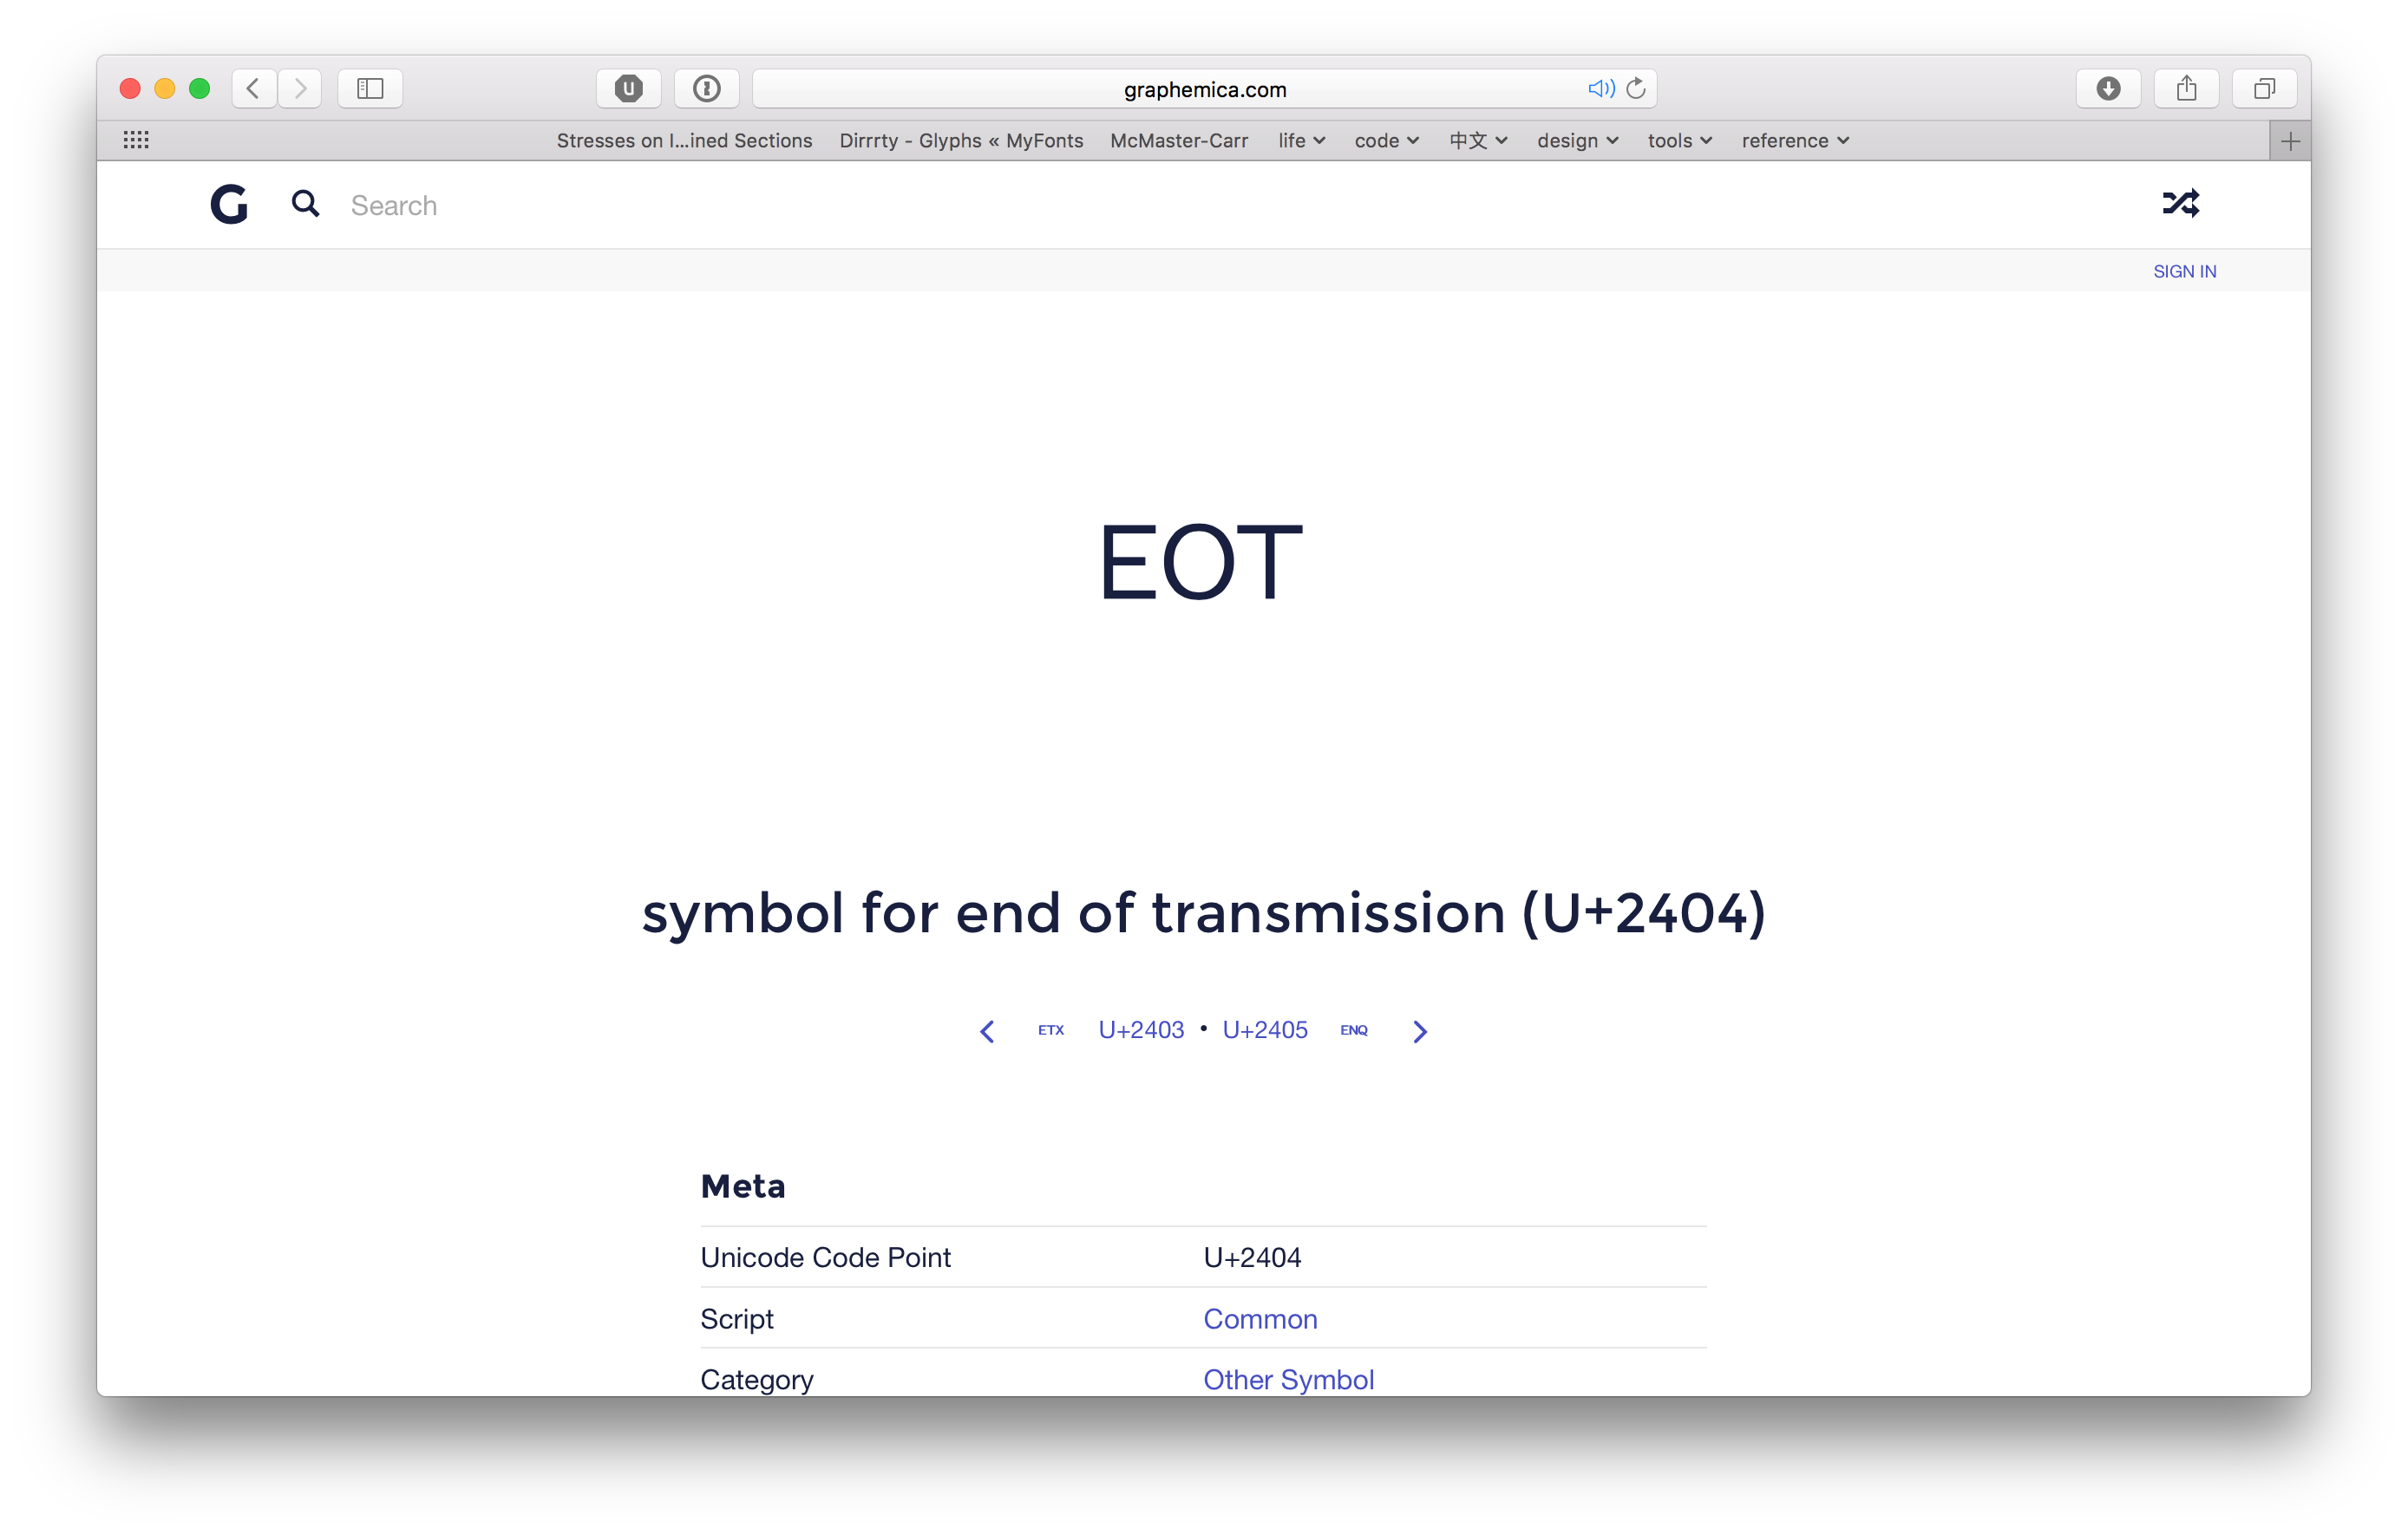 graphemica.com
Stresses on I...ined Sections Dirrrty - Glyphs « MyFonts McMaster-Carr life code 中文 design tools reference
G Search
SIGN IN
EOT
symbol for end of transmission (U+2404)
ETX U+2403 • U+2405 ENQ
Meta
Unicode Code Point U+2404
Script Common
Category Other Symbol